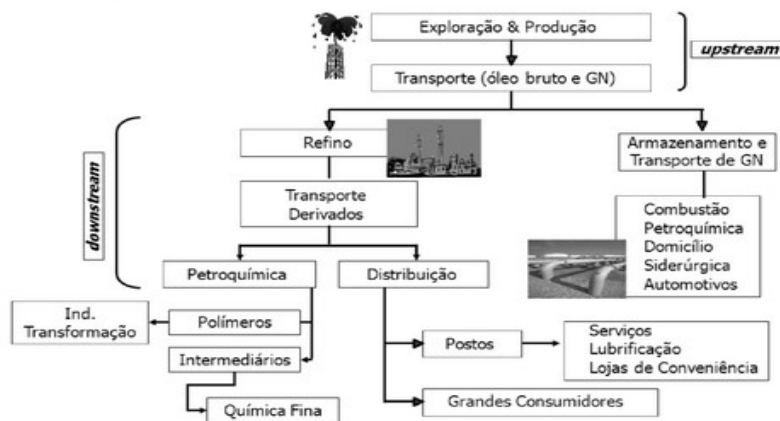 Exploração & Produção
upstream
Transporte (óleo bruto e GN)
Refino
Armazenamento e
Transporte de GN
downstream
Transporte
Derivados
Combustão
Petroquímica
Domicílio
Siderúrgica
Automotivos
Petroquímica
Distribuição
Ind.
Transformação
Polímeros
Intermediários
Química Fina
Postos
Serviços
Lubrificação
Lojas de Conveniência
Grandes Consumidores